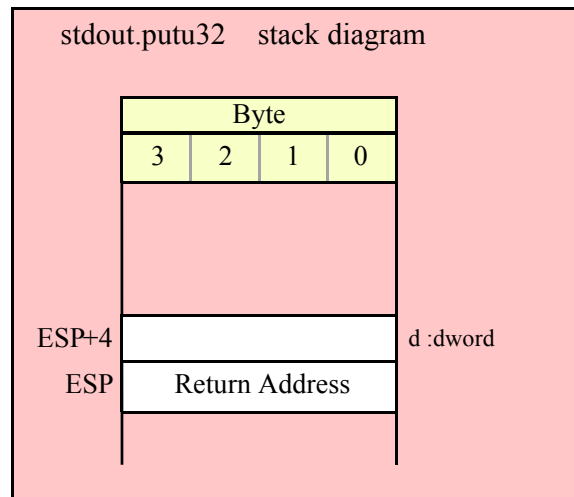 stdout.putu32 stack diagram
Byte
3 2 1 0
ESP+4 d :dword
ESP Return Address